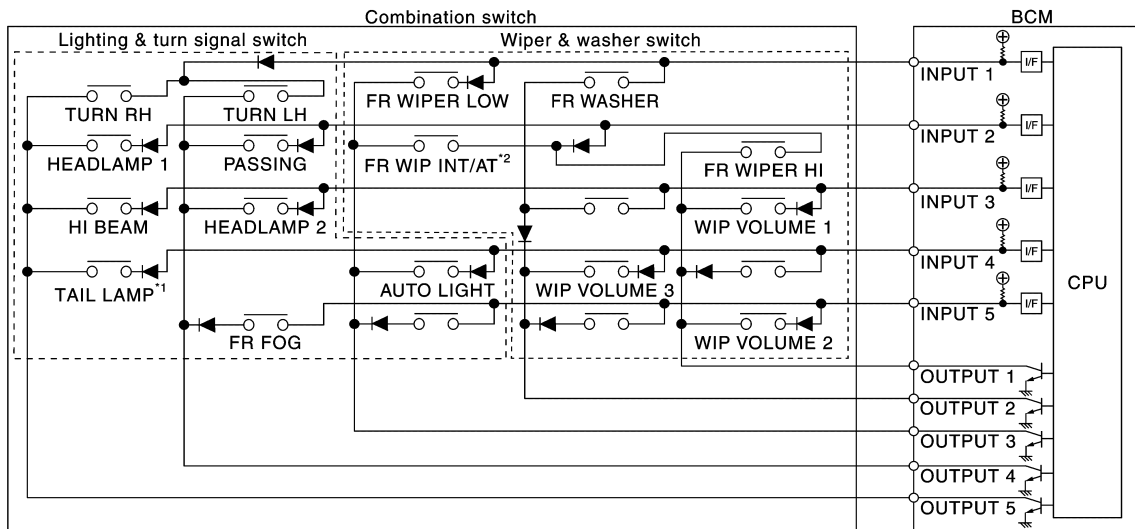 Combination switch
BCM
Lighting & turn signal switch
Wiper & washer switch
INPUT 1
I/F
TURN RH
TURN LH
FR WIPER LOW
FR WASHER
INPUT 2
I/F
HEADLAMP 1
PASSING
FR WIP INT/AT*2
FR WIPER HI
INPUT 3
I/F
HI BEAM
HEADLAMP 2
WIP VOLUME 1
INPUT 4
I/F
CPU
TAIL LAMP*1
AUTO LIGHT
WIP VOLUME 3
INPUT 5
I/F
FR FOG
WIP VOLUME 2
OUTPUT 1
OUTPUT 2
OUTPUT 3
OUTPUT 4
OUTPUT 5